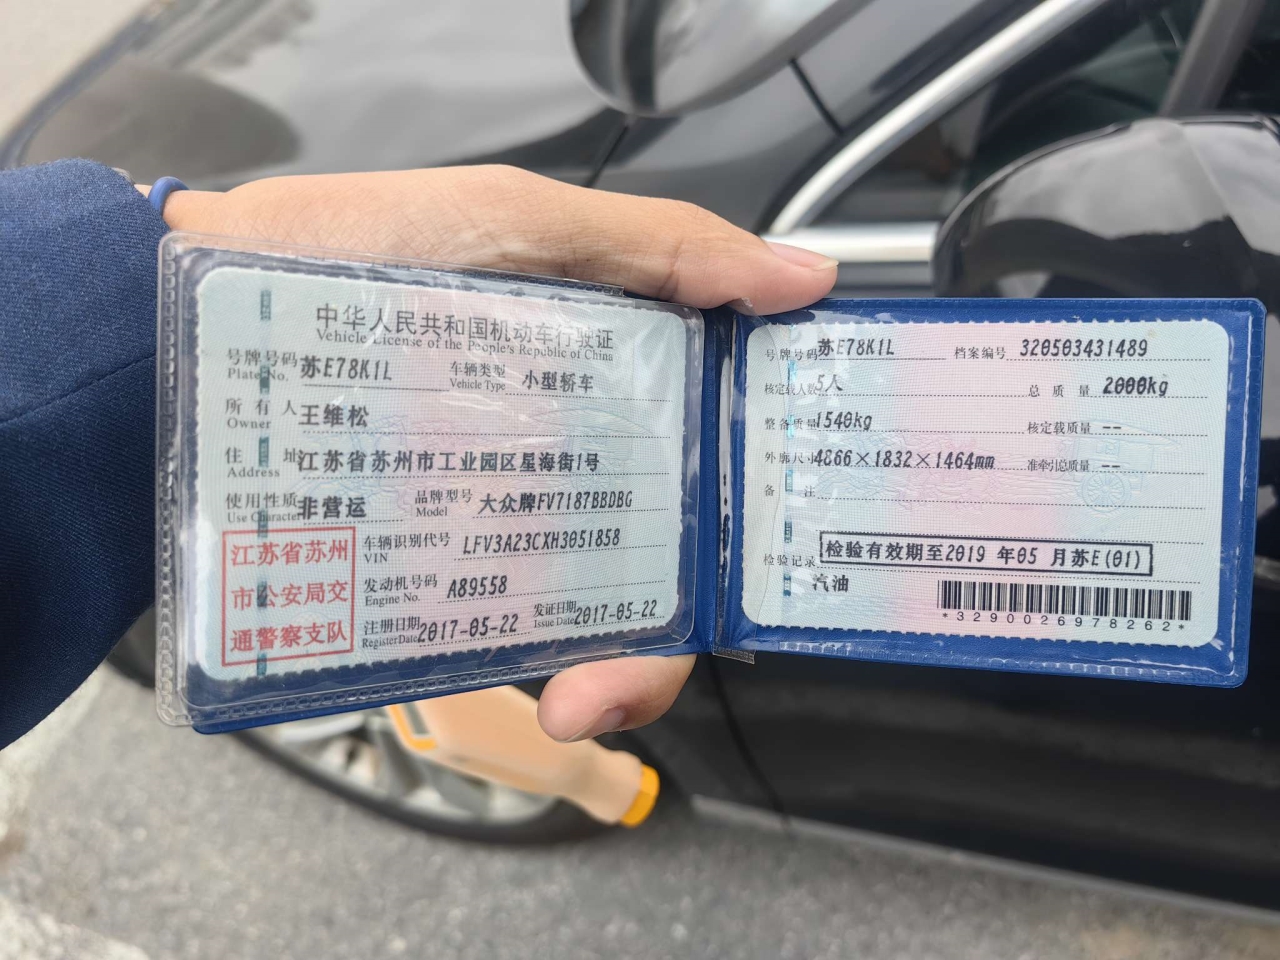 中华人民共和国机动车行驶证
Vehicle License of the People's Republic of China
号牌号码 苏E78K1L 车辆类型 小型轿车
Plate No. Vehicle Type
所有人 王维松
Owner
住址 江苏省苏州市工业园区星海街1号
Address
使用性质 非营运 品牌型号 大众牌FV7187BBDBG
Use Character Model
江苏省苏州
市公安局交
通警察支队
车辆识别代号 LFV3A23CXH3051858
VIN
发动机号码 A89558
Engine No.
注册日期 2017-05-22 发证日期 2017-05-22
Register Date Issue Date
号牌号码 苏E78K1L 档案编号 320503431489
核定载人数 5人 总质量 2000kg
整备质量 1540kg 核定载质量 --
外廓尺寸 4866×1832×1464mm 准牵引总质量 --
备注
检验记录 检验有效期至2019 年05 月苏E(01)
汽油
*3290026978262*